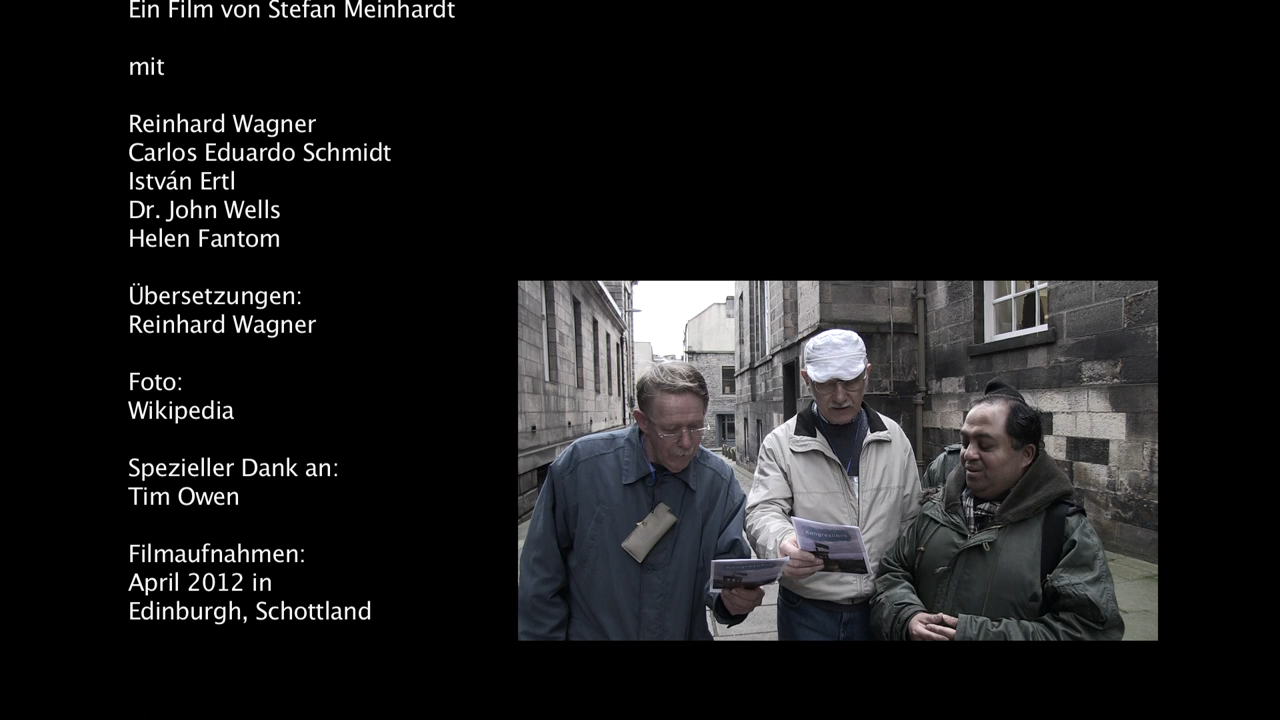 Ein Film von Stefan Meinhardt
mit
Reinhard Wagner
Carlos Eduardo Schmidt
István Ertl
Dr. John Wells
Helen Fantom
Übersetzungen:
Reinhard Wagner
Foto:
Wikipedia
Spezieller Dank an:
Tim Owen
Filmaufnahmen:
April 2012 in
Edinburgh, Schottland
Kongreslibro